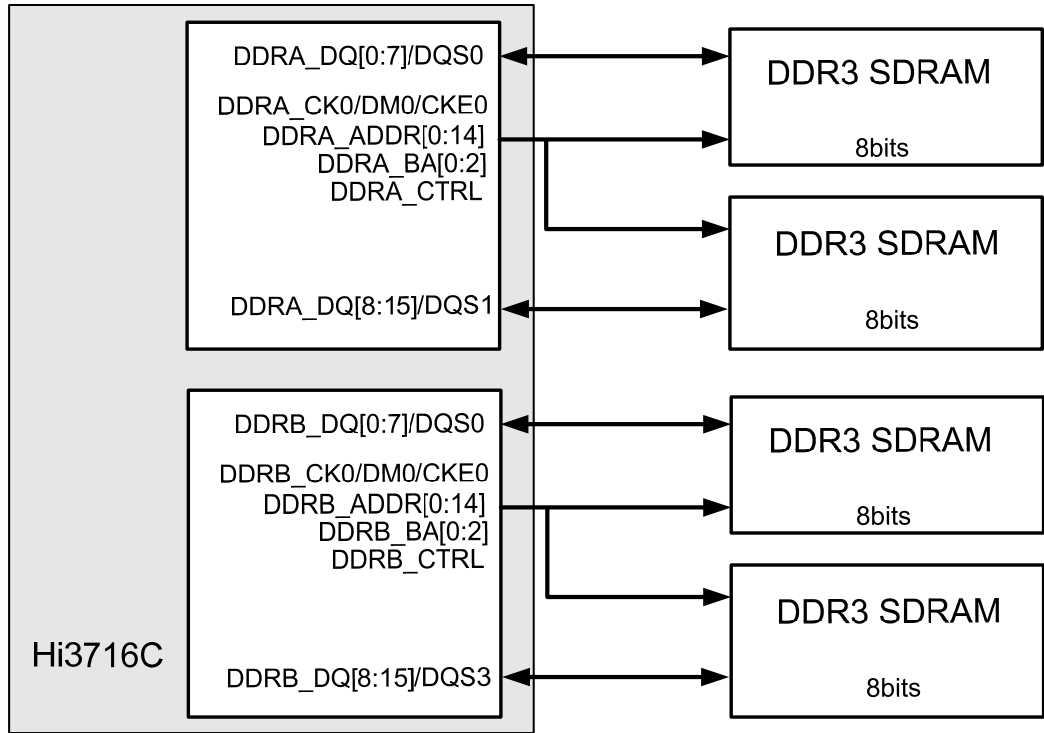 DDRA_DQ[0:7]/DQS0
DDRA_CK0/DM0/CKE0
DDRA_ADDR[0:14]
DDRA_BA[0:2]
DDRA_CTRL
DDRA_DQ[8:15]/DQS1
DDR3 SDRAM
8bits
DDR3 SDRAM
8bits
DDRB_DQ[0:7]/DQS0
DDRB_CK0/DM0/CKE0
DDRB_ADDR[0:14]
DDRB_BA[0:2]
DDRB_CTRL
DDRB_DQ[8:15]/DQS3
DDR3 SDRAM
8bits
DDR3 SDRAM
8bits
Hi3716C